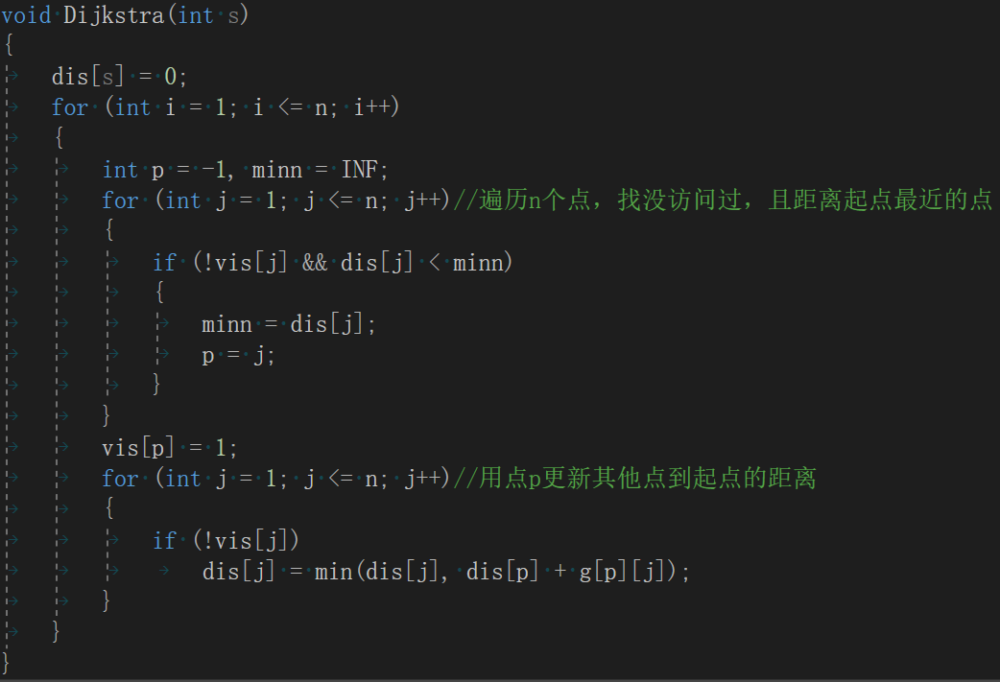 void Dijkstra(int s)
{
dis[s] = 0;
for (int i = 1; i <= n; i++)
{
int p = -1, minn = INF;
for (int j = 1; j <= n; j++)//遍历n个点，找没访问过，且距离起点最近的点
{
if (!vis[j] && dis[j] < minn)
{
minn = dis[j];
p = j;
}
}
vis[p] = 1;
for (int j = 1; j <= n; j++)//用点p更新其他点到起点的距离
{
if (!vis[j])
dis[j] = min(dis[j], dis[p] + g[p][j]);
}
}
}